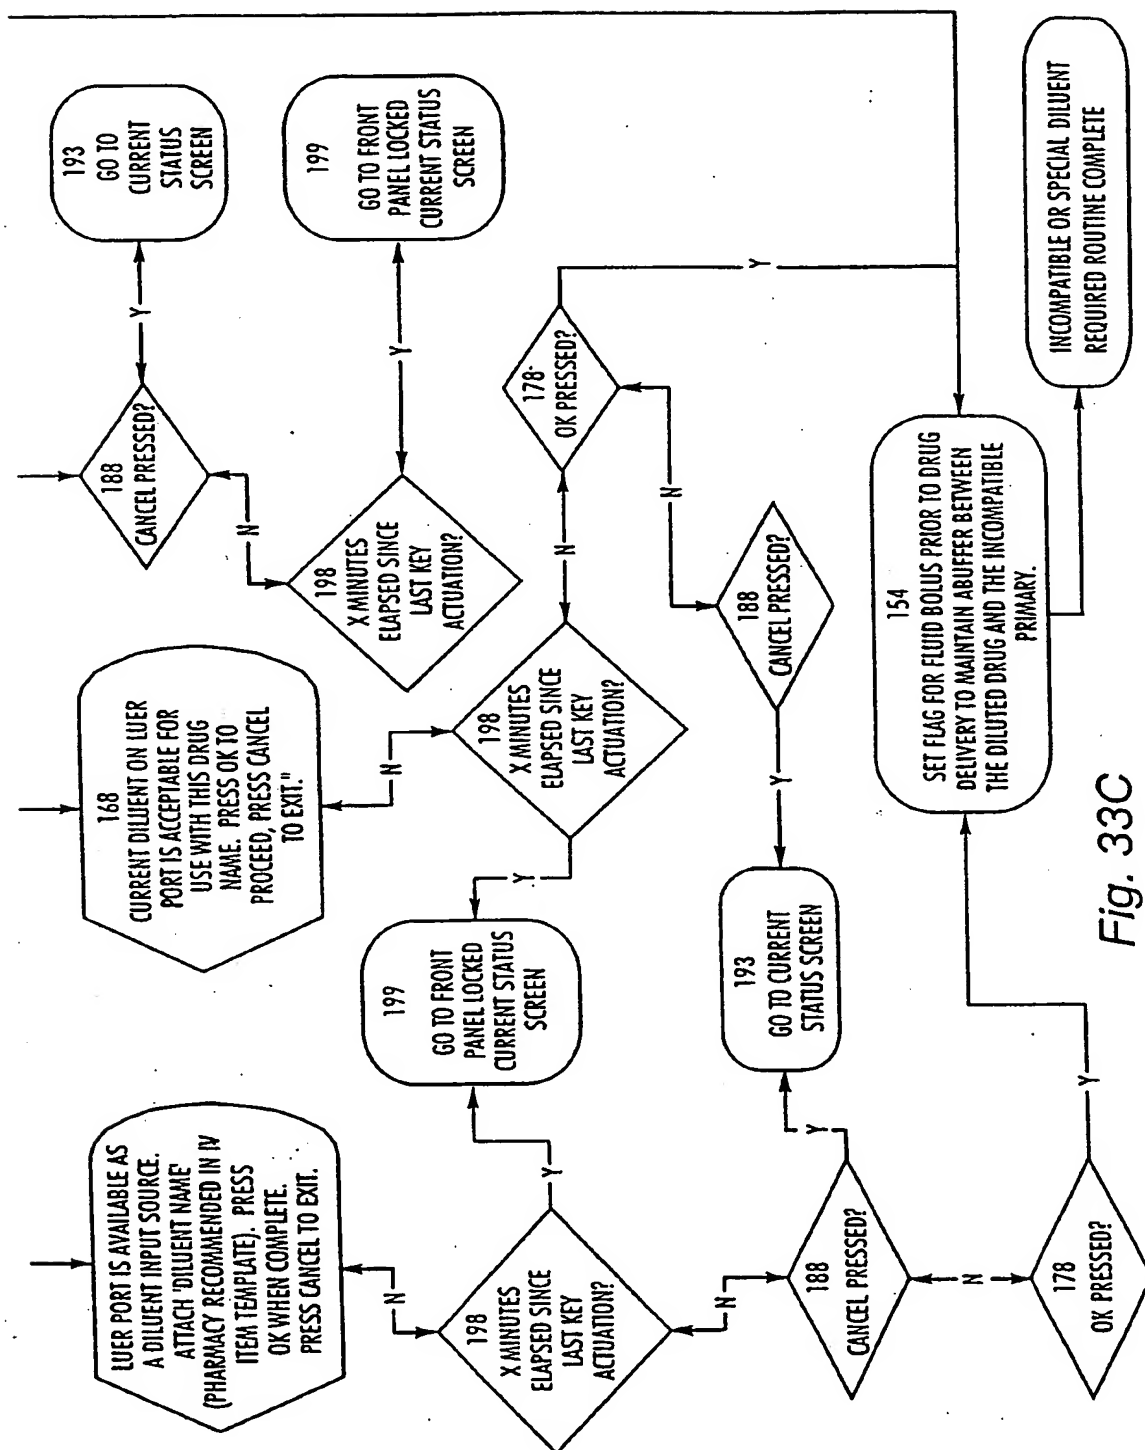 LUER PORT IS AVAILABLE AS
A DILUENT INPUT SOURCE.
ATTACH 'DILUENT NAME'
(PHARMACY RECOMMENDED IN IV
ITEM TEMPLATE). PRESS
OK WHEN COMPLETE.
PRESS CANCEL TO EXIT.
N
198
X MINUTES
ELAPSED SINCE
LAST KEY
ACTUATION?
Y
N
188
CANCEL PRESSED?
Y
N
178
OK PRESSED?
Y
199
GO TO FRONT
PANEL LOCKED
CURRENT STATUS
SCREEN
193
GO TO CURRENT
STATUS SCREEN
168
CURRENT DILUENT ON LUER
PORT IS ACCEPTABLE FOR
USE WITH THIS DRUG
NAME. PRESS OK TO
PROCEED, PRESS CANCEL
TO EXIT."
N
198
X MINUTES
ELAPSED SINCE
LAST KEY
ACTUATION?
Y
N
178
OK PRESSED?
Y
N
188
CANCEL PRESSED?
Y
188
CANCEL PRESSED?
Y
193
GO TO
CURRENT
STATUS
SCREEN
N
198
X MINUTES
ELAPSED SINCE
LAST KEY
ACTUATION?
Y
199
GO TO FRONT
PANEL LOCKED
CURRENT STATUS
SCREEN
154
SET FLAG FOR FLUID BOLUS PRIOR TO DRUG
DELIVERY TO MAINTAIN ABUFFER BETWEEN
THE DILUTED DRUG AND THE INCOMPATIBLE
PRIMARY.
INCOMPATIBLE OR SPECIAL DILUENT
REQUIRED ROUTINE COMPLETE
Fig. 33C